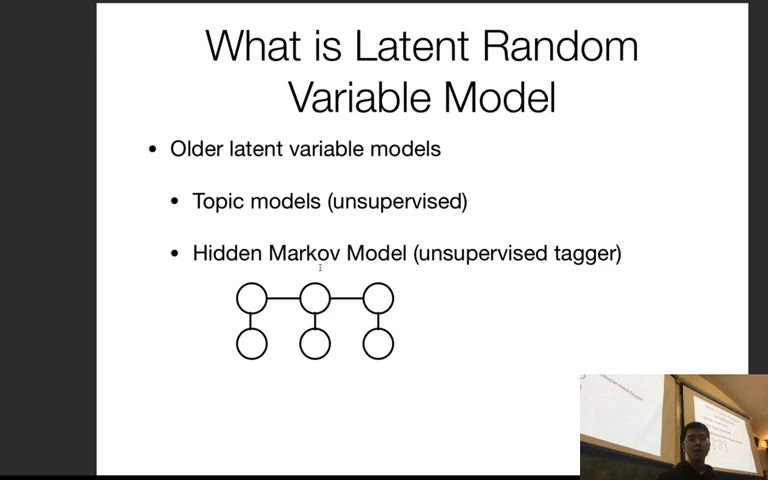 What is Latent Random
Variable Model
• Older latent variable models
• Topic models (unsupervised)
• Hidden Markov Model (unsupervised tagger)